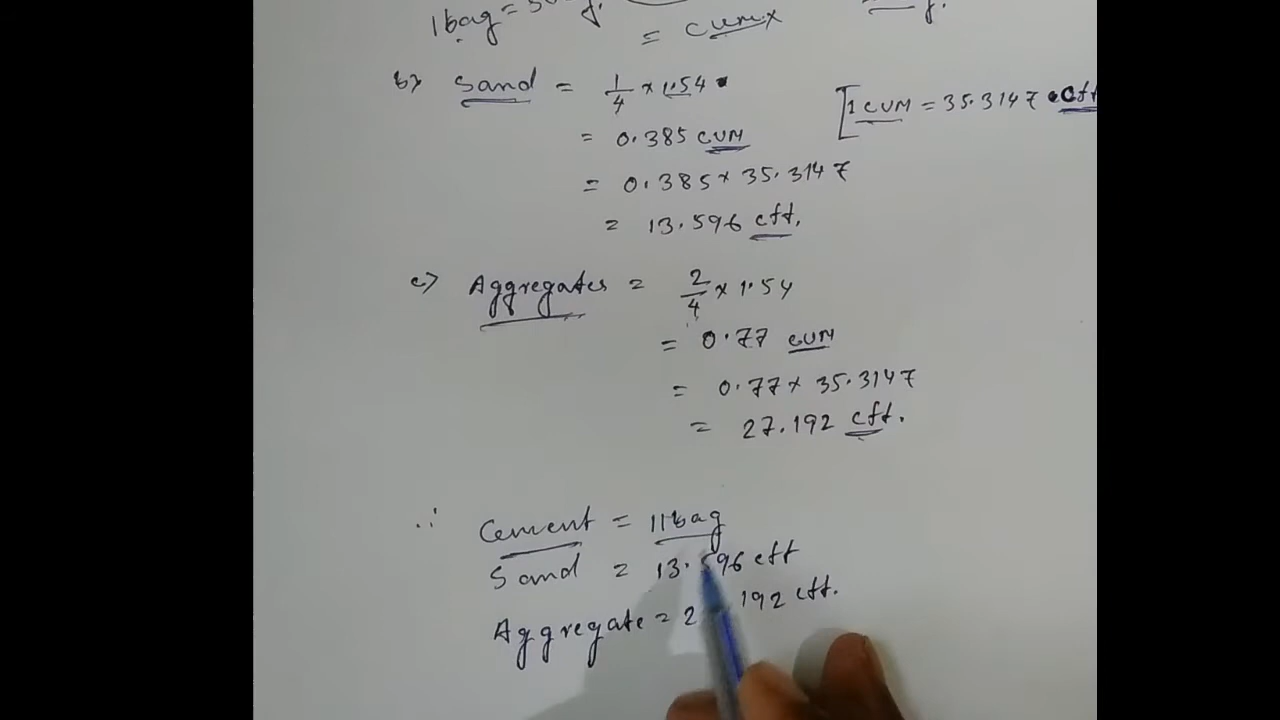 1bag =
= CUM x
b) Sand = 1/4 x 1.54
[1 CUM = 35.3147 cft
= 0.385 CUM
= 0.385 x 35.3147
= 13.596 cft.
c) Aggregates = 2/4 x 1.54
= 0.77 CUM
= 0.77 x 35.3147
= 27.192 cft.
∴ Cement = 11bag
Sand = 13.596 cft
Aggregate = 2 192 cft.